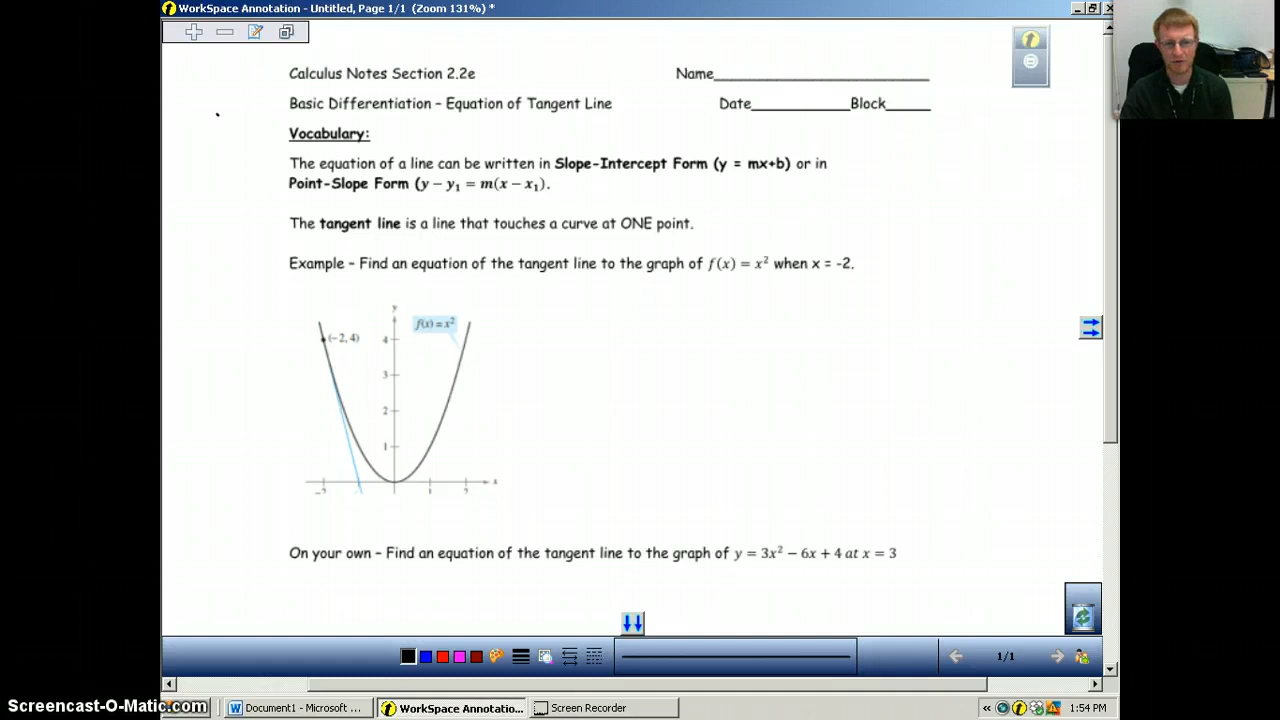 WorkSpace Annotation - Untitled, Page 1/1 (Zoom 131%) *
Calculus Notes Section 2.2e Name____________________
Basic Differentiation – Equation of Tangent Line Date___________Block_____
Vocabulary:
The equation of a line can be written in Slope-Intercept Form (y = mx+b) or in
Point-Slope Form (y − y₁ = m(x − x₁).
The tangent line is a line that touches a curve at ONE point.
Example – Find an equation of the tangent line to the graph of f(x) = x² when x = -2.
y
f(x) = x²
(−2, 4)
4
3
2
1
x
−2 1 2
On your own – Find an equation of the tangent line to the graph of y = 3x² − 6x + 4 at x = 3
1/1
Screencast-O-Matic.com
Document1 - Microsoft ...
WorkSpace Annotatio...
Screen Recorder
«
1:54 PM